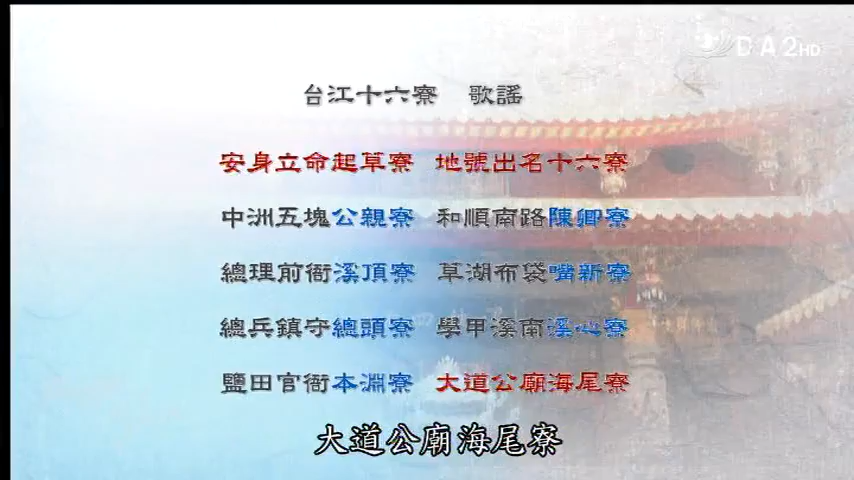 DA2HD
台江十六寮 歌謠
安身立命起草寮 地號出名十六寮
中洲五塊公親寮 和順南路陳卿寮
總理前衙溪頂寮 草湖布袋嘴新寮
總兵鎮守總頭寮 學甲溪南溪心寮
鹽田官衙本淵寮 大道公廟海尾寮
大道公廟海尾寮